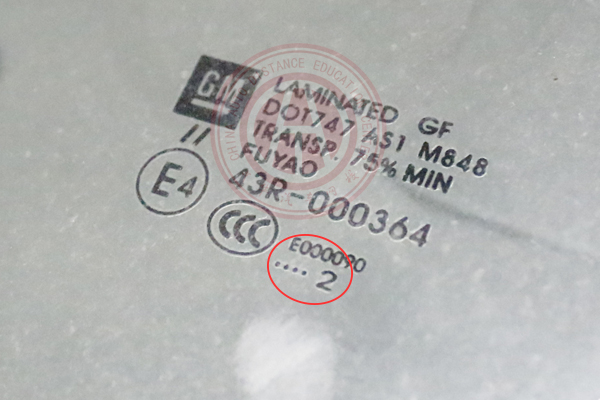 GM
LAMINATED GF
DOT747 AS1 M848
TRANSP. 75% MIN
FUYAO
//
E4
43R-000364
CCC
E000090
.... 2